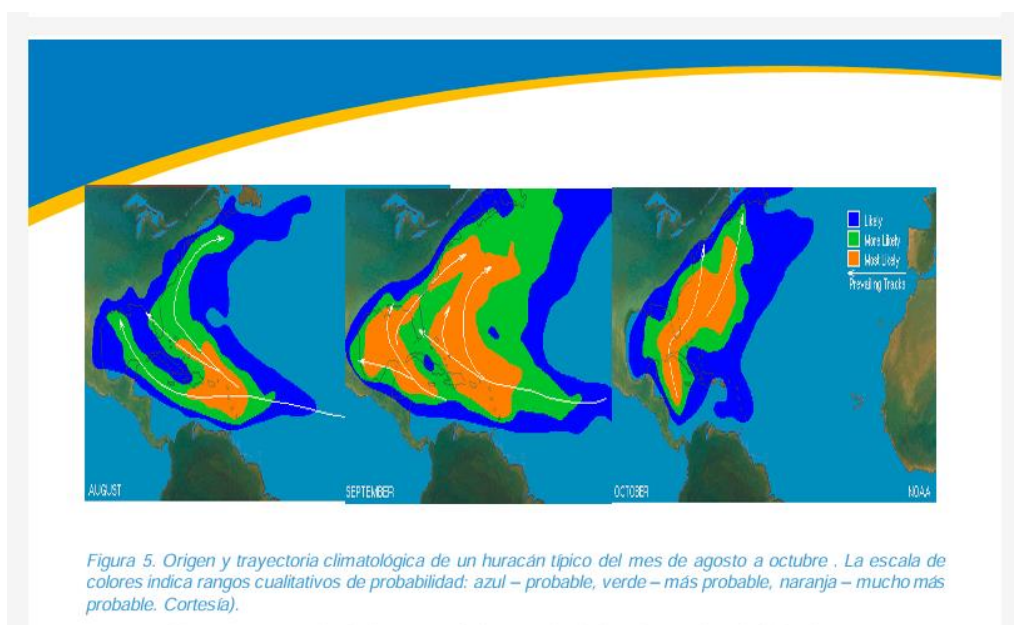 Likely
More Likely
Most Likely
Prevailing Tracks
AUGUST
SEPTEMBER
OCTOBER
NOAA
Figura 5. Origen y trayectoria climatológica de un huracán típico del mes de agosto a octubre . La escala de
colores indica rangos cualitativos de probabilidad: azul – probable, verde – más probable, naranja – mucho más
probable. Cortesía).